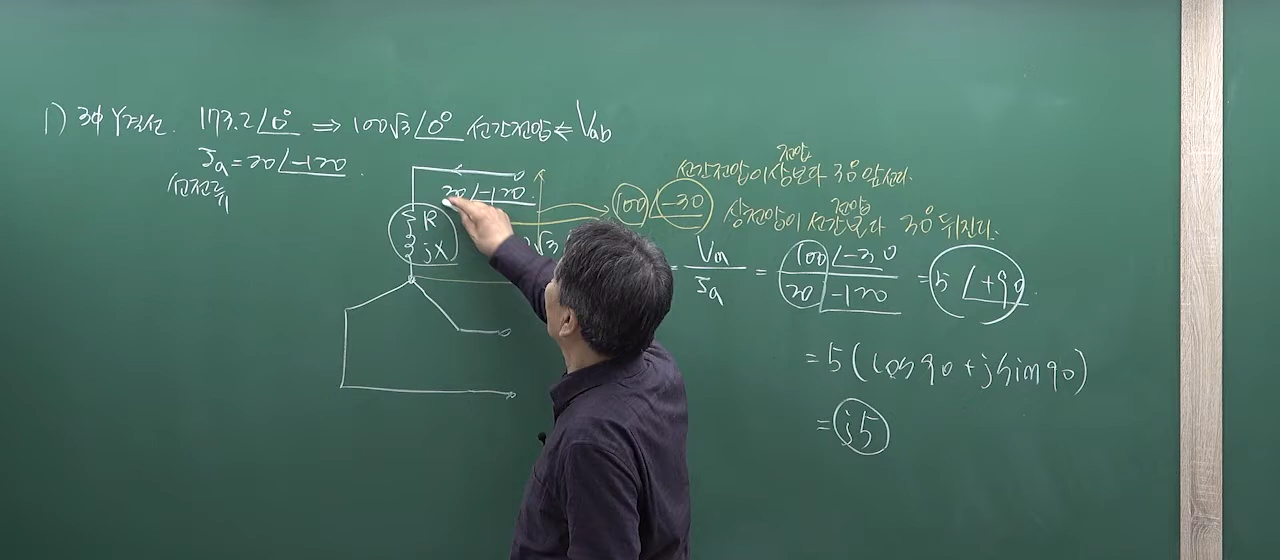 1) 3Φ Y결선. 173.2∠0° ⇒ 100√3∠0° 선간전압 ← Vab
Ia = 20∠-120
선전류
20∠-120
R
jX
√3
100∠-30
전압
선간전압이 상보다 30 앞선다.
전압
상전압이 선간보다 30° 뒤진다.
= Va / Ia = 100∠-30 / 20∠-120 = 5∠+90
= 5(cos90 + jsin90)
= j5